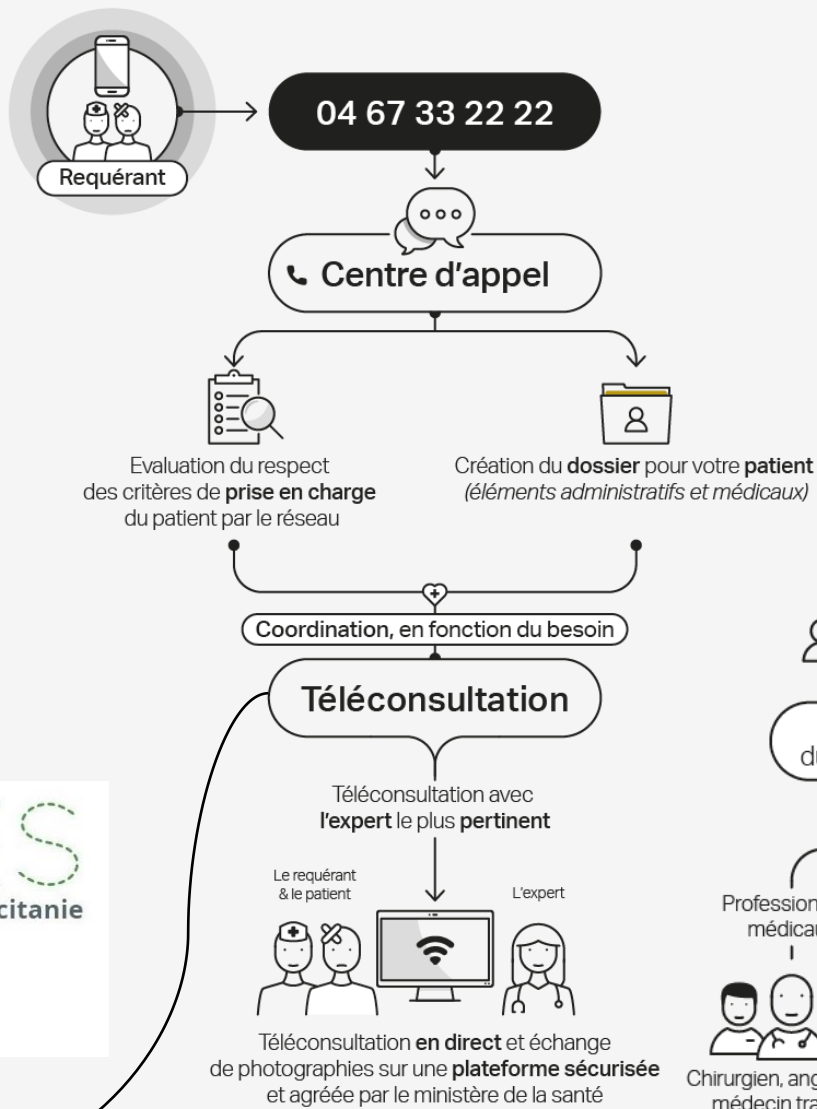 Requérant
04 67 33 22 22
Centre d'appel
Evaluation du respect
des critères de prise en charge
du patient par le réseau
Création du dossier pour votre patient
(éléments administratifs et médicaux)
Coordination, en fonction du besoin
Téléconsultation
Téléconsultation avec
l'expert le plus pertinent
Le requérant
& le patient
L'expert
Téléconsultation en direct et échange
de photographies sur une plateforme sécurisée
et agréée par le ministère de la santé
S
citanie
du
Profession
médicau
Chirurgien, ang
médecin tra